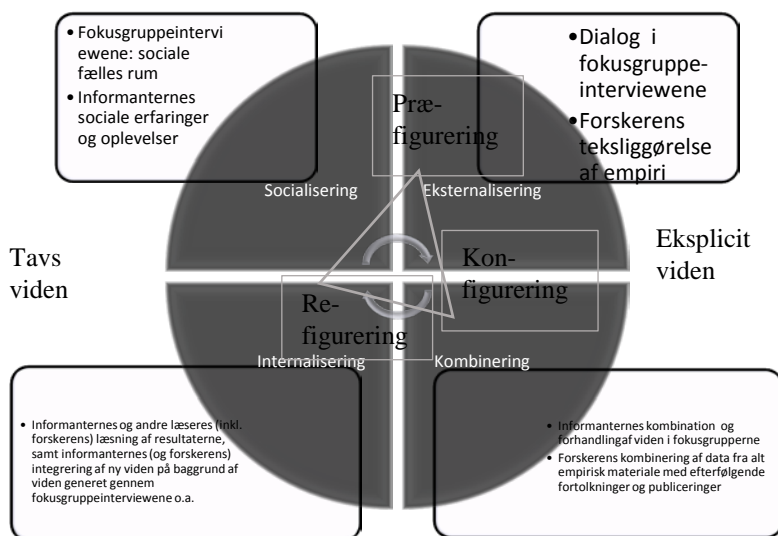 • Fokusgruppeintervi
ewene: sociale
fælles rum
• Informanternes
sociale erfaringer
og oplevelser
• Dialog i
fokusgruppe-
interviewene
• Forskerens
teksliggørelse
af empiri
Præ-
figurering
Socialisering
Eksternalisering
Tavs
viden
Eksplicit
viden
Kon-
figurering
Re-
figurering
Internalisering
Kombinering
• Informanternes og andre læseres (inkl.
forskerens) læsning af resultaterne,
samt informanternes (og forskerens)
integrering af ny viden på baggrund af
viden generet gennem
fokusgruppeinterviewene o.a.
• Informanternes kombination og
forhandlingaf viden i fokusgrupperne
• Forskerens kombinering af data fra alt
empirisk materiale med efterfølgende
fortolkninger og publiceringer